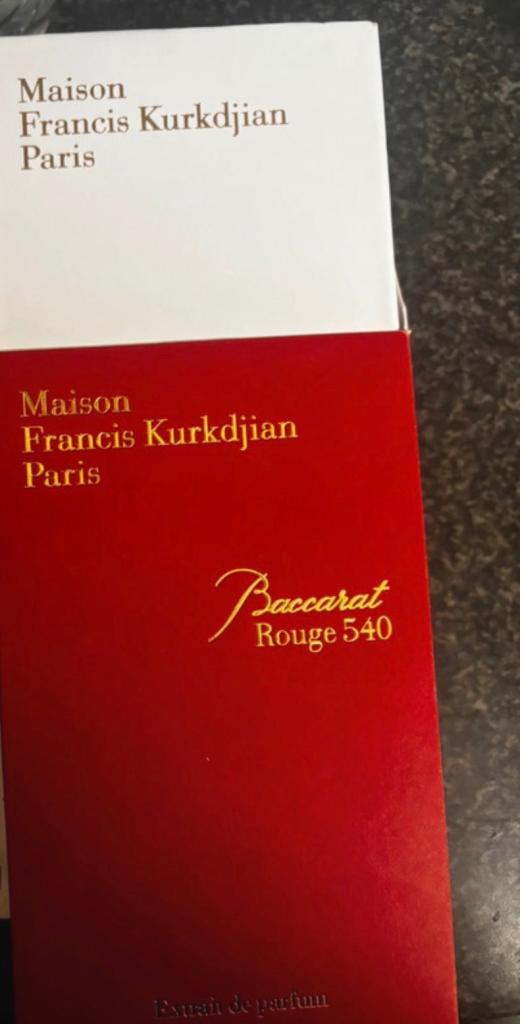 Maison
Francis Kurkdjian
Paris
Maison
Francis Kurkdjian
Paris
Baccarat
Rouge 540
Extrait de parfum